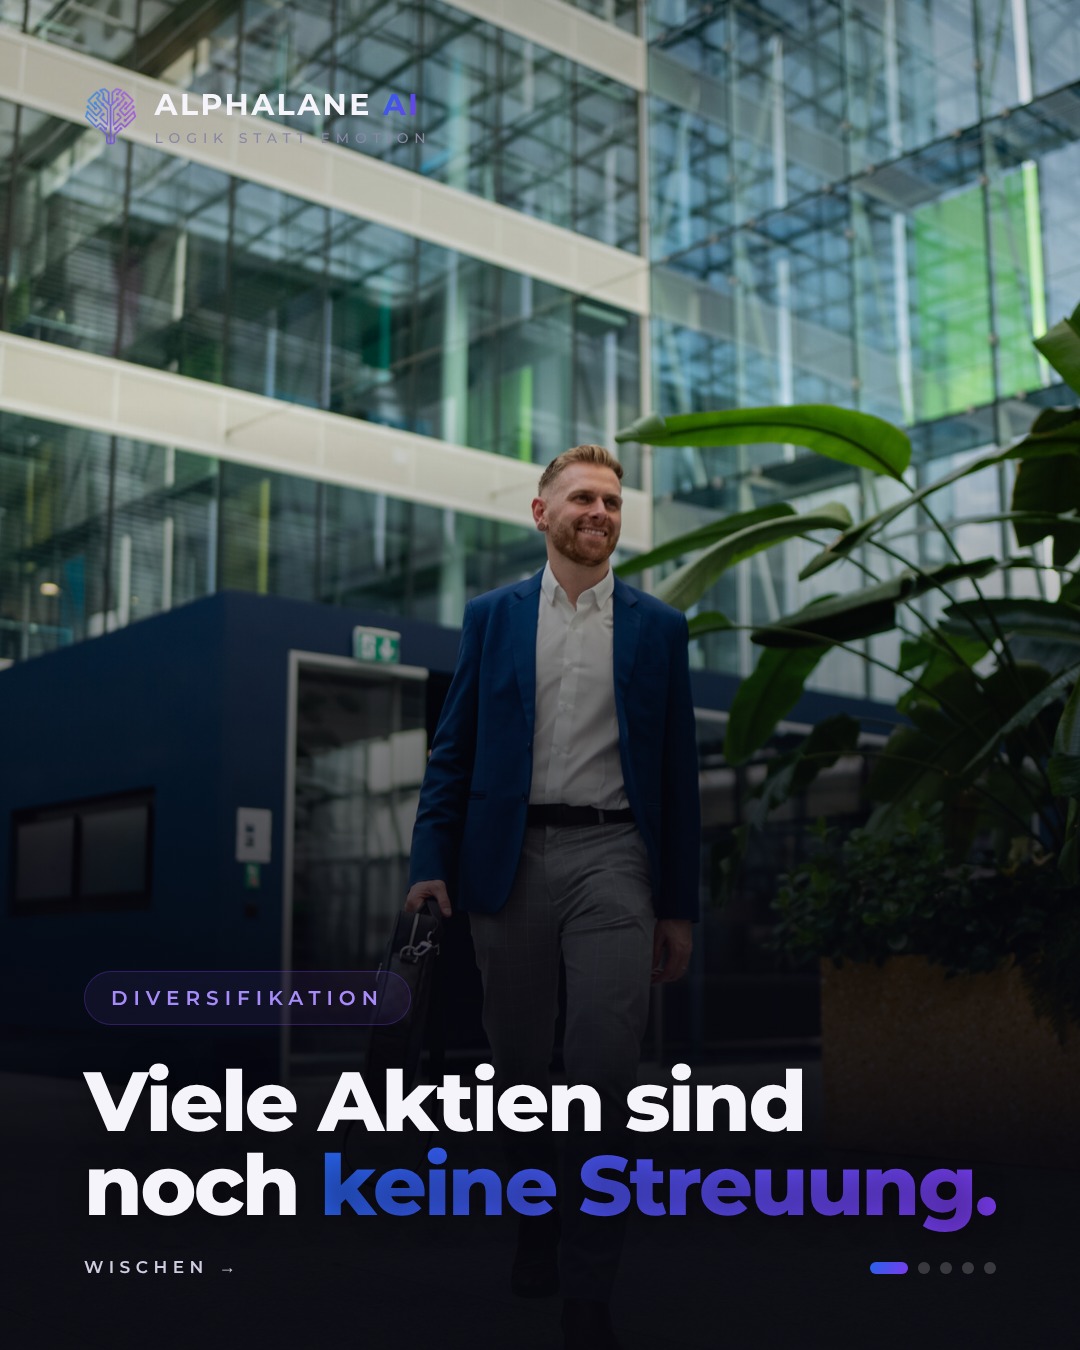 ALPHALANE AI
LOGIK STATT EMOTION
DIVERSIFIKATION
Viele Aktien sind
noch keine Streuung.
WISCHEN →